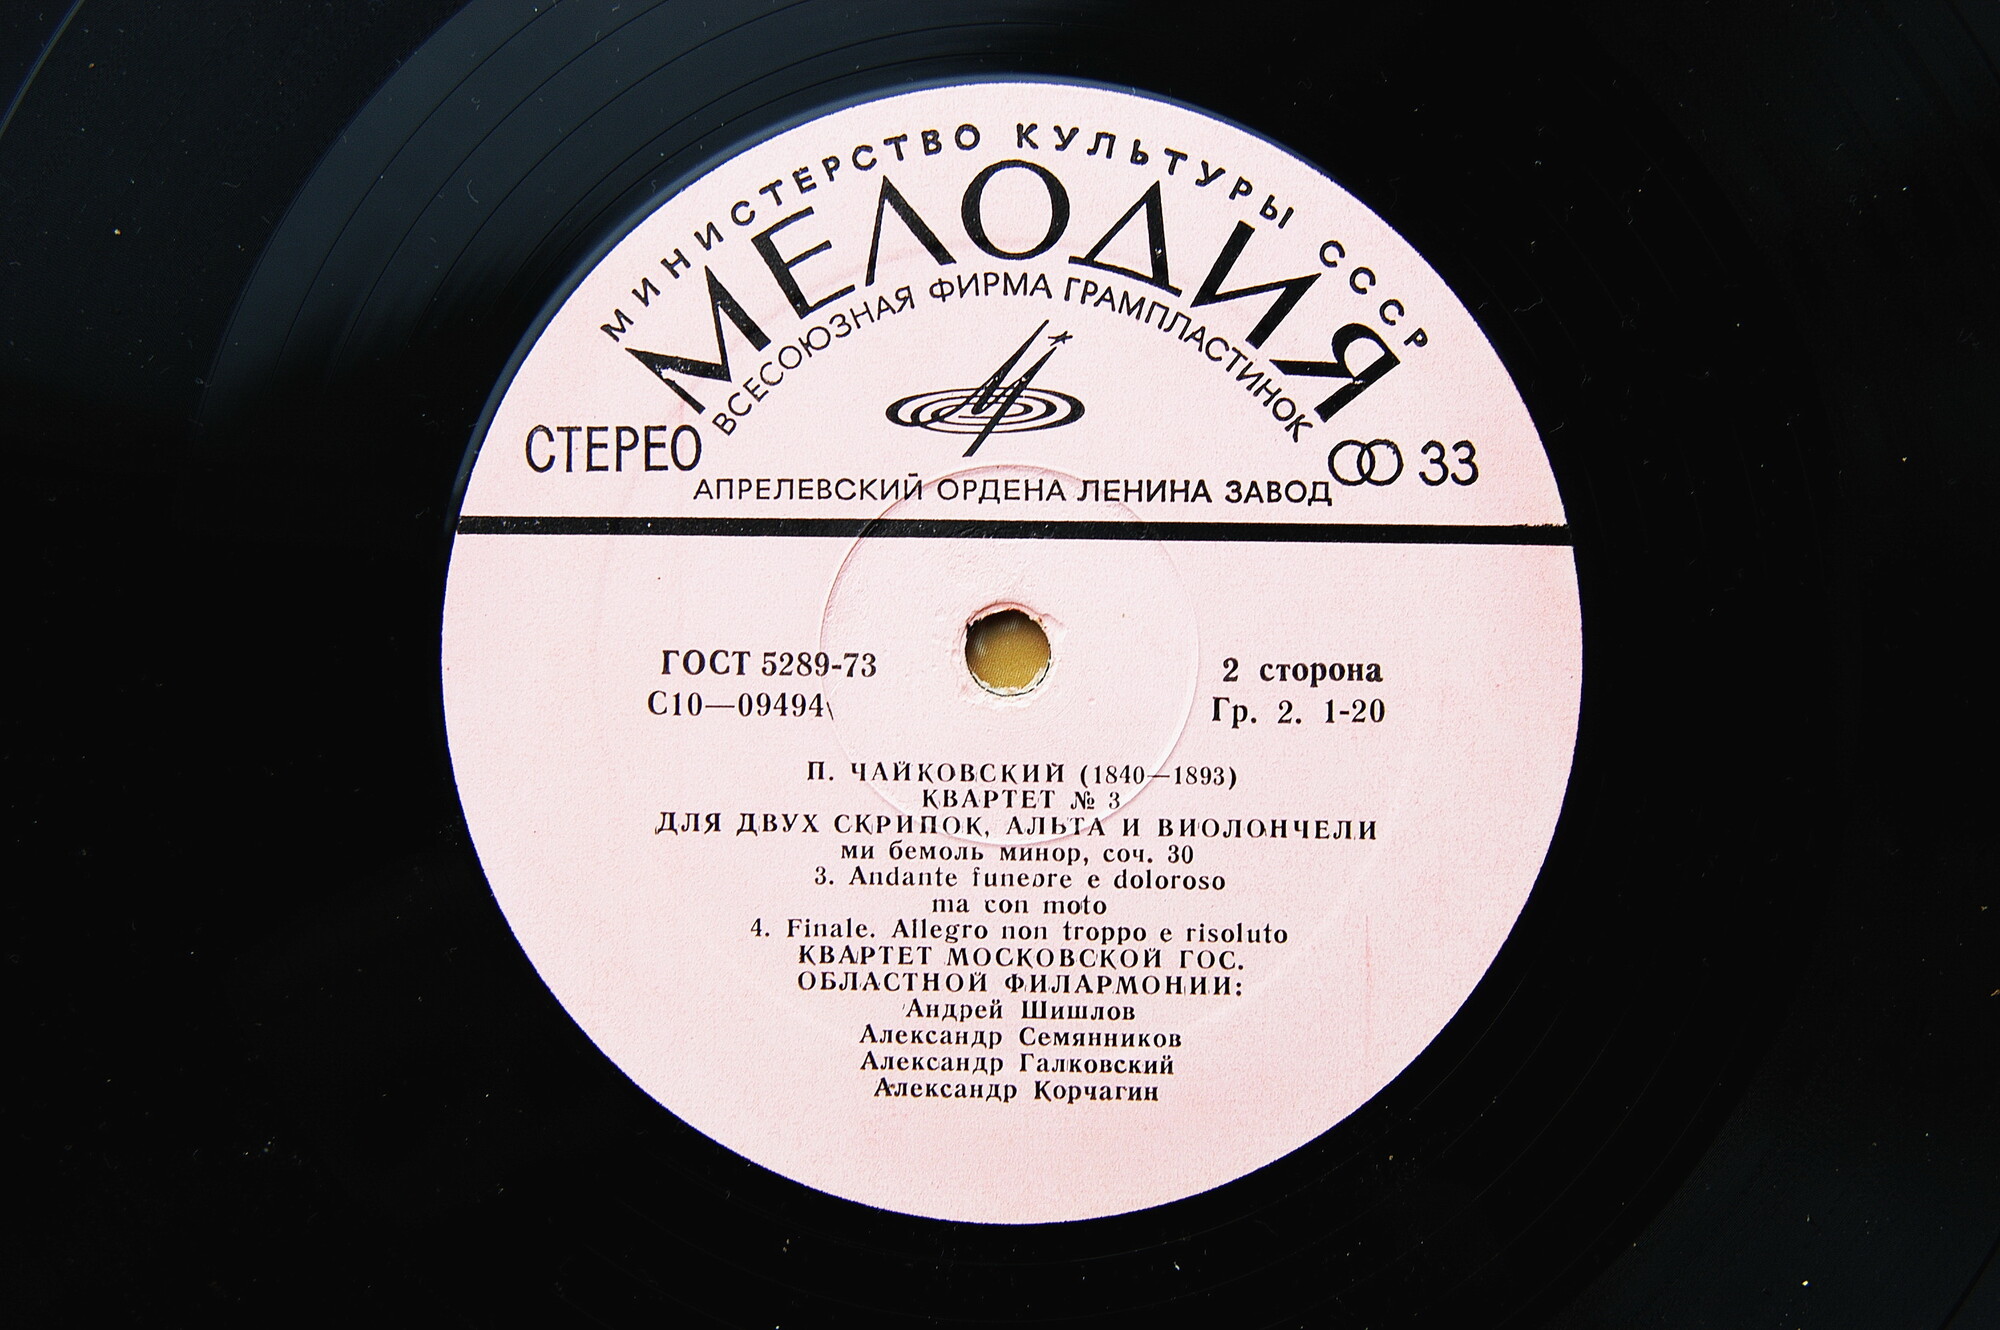 МИНИСТЕРСТВО КУЛЬТУРЫ СССР
МЕЛОДИЯ
ВСЕСОЮЗНАЯ ФИРМА ГРАМПЛАСТИНОК
СТЕРЕО
33
АПРЕЛЕВСКИЙ ОРДЕНА ЛЕНИНА ЗАВОД
ГОСТ 5289-73
С10—09494
2 сторона
Гр. 2. 1-20
П. ЧАЙКОВСКИЙ (1840—1893)
КВАРТЕТ № 3
ДЛЯ ДВУХ СКРИПОК, АЛЬТА И ВИОЛОНЧЕЛИ
ми бемоль минор, соч. 30
3. Andante funebre e doloroso
ma con moto
4. Finale. Allegro non troppo e risoluto
КВАРТЕТ МОСКОВСКОЙ ГОС.
ОБЛАСТНОЙ ФИЛАРМОНИИ:
Андрей Шишлов
Александр Семянников
Александр Галковский
Александр Корчагин